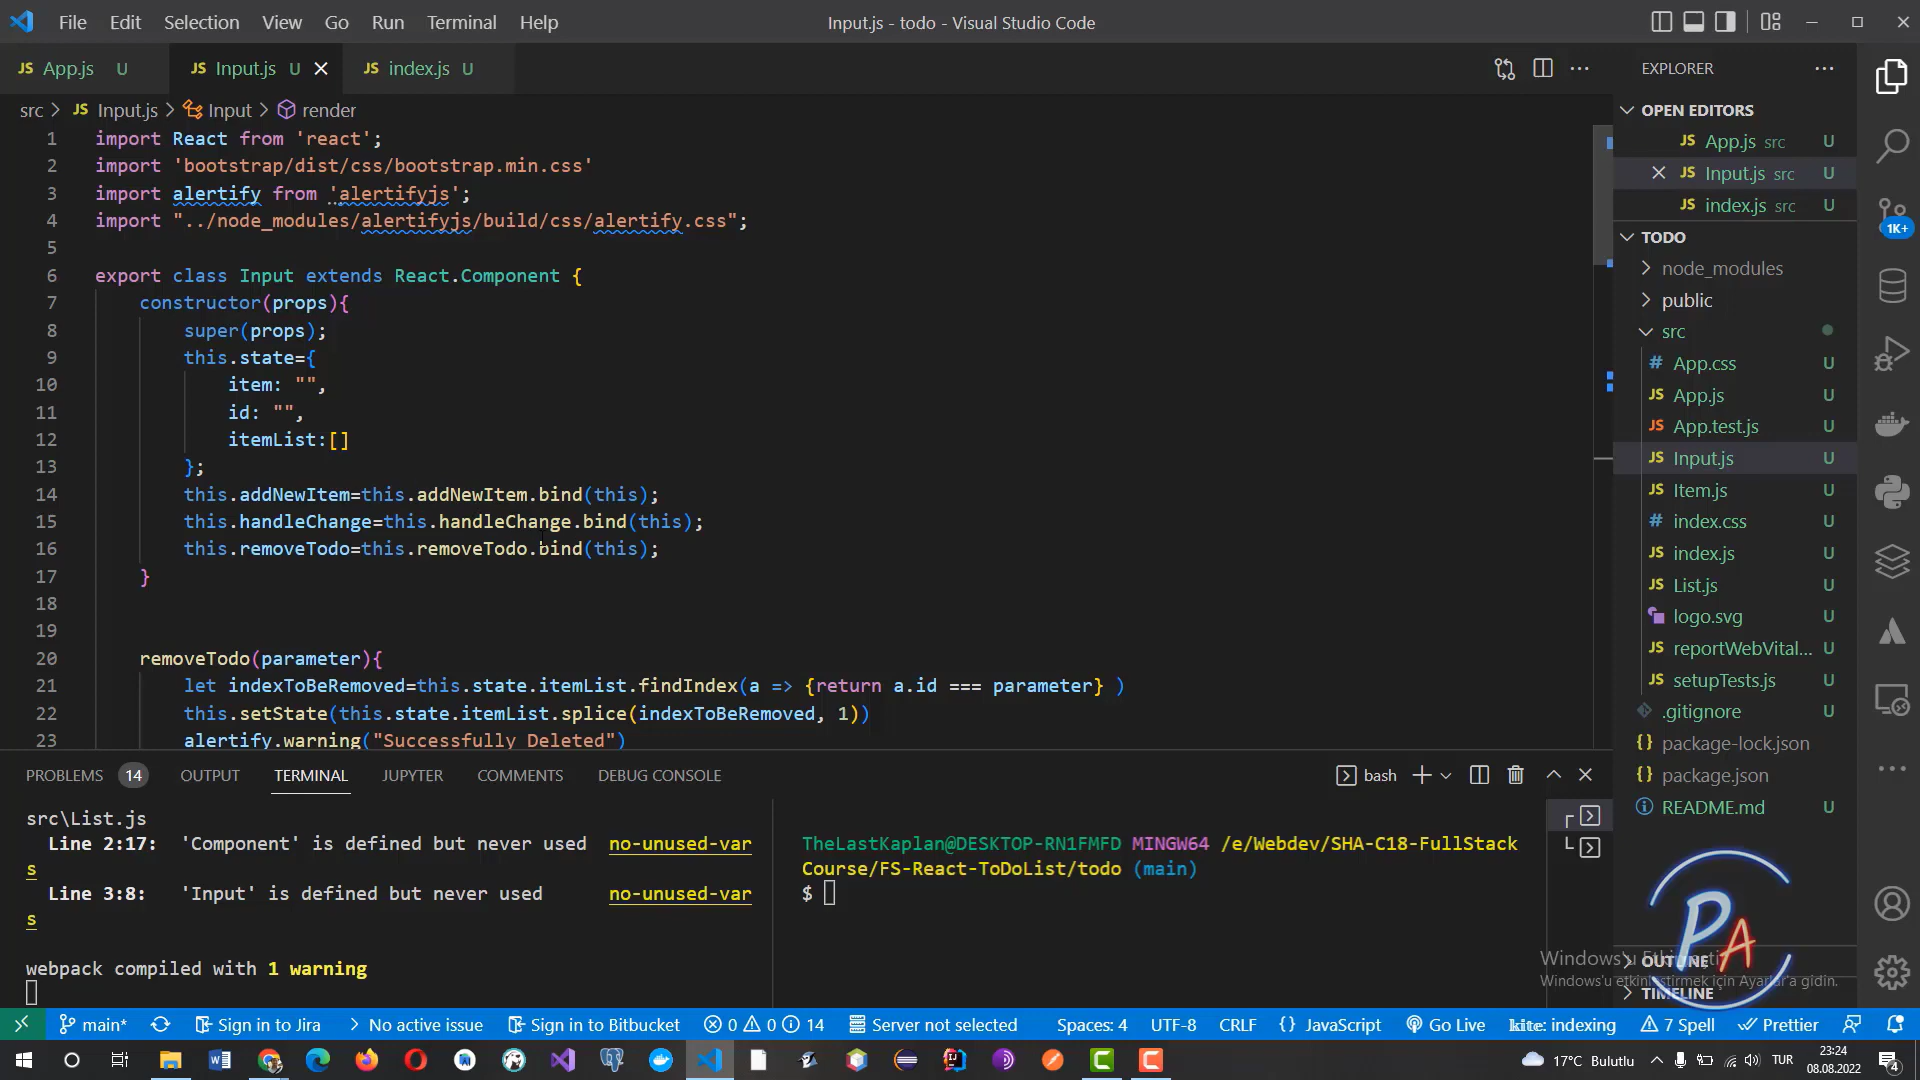 File Edit Selection View Go Run Terminal Help
Input.js - todo - Visual Studio Code
JS App.js U
JS Input.js U
JS index.js U
src > JS Input.js > Input > render
1 import React from 'react';
2 import 'bootstrap/dist/css/bootstrap.min.css'
3 import alertify from 'alertifyjs';
4 import "../node_modules/alertifyjs/build/css/alertify.css";
5
6 export class Input extends React.Component {
7 constructor(props){
8 super(props);
9 this.state={
10 item: "",
11 id: "",
12 itemList:[]
13 };
14 this.addNewItem=this.addNewItem.bind(this);
15 this.handleChange=this.handleChange.bind(this);
16 this.removeTodo=this.removeTodo.bind(this);
17 }
18
19
20 removeTodo(parameter){
21 let indexToBeRemoved=this.state.itemList.findIndex(a => {return a.id === parameter} )
22 this.setState(this.state.itemList.splice(indexToBeRemoved, 1))
23 alertify.warning("Successfully Deleted")
EXPLORER
OPEN EDITORS
JS App.js src U
JS Input.js src U
JS index.js src U
TODO
node_modules
public
src
# App.css U
JS App.js U
JS App.test.js U
JS Input.js U
JS Item.js U
# index.css U
JS index.js U
JS List.js U
logo.svg U
JS reportWebVital... U
JS setupTests.js U
.gitignore U
{} package-lock.json
{} package.json
README.md U
OUTLINE
TIMELINE
1K+
PROBLEMS 14 OUTPUT TERMINAL JUPYTER COMMENTS DEBUG CONSOLE
bash
src\List.js
Line 2:17: 'Component' is defined but never used no-unused-var
s
Line 3:8: 'Input' is defined but never used no-unused-var
s
webpack compiled with 1 warning
TheLastKaplan@DESKTOP-RN1FMFD MINGW64 /e/Webdev/SHA-C18-FullStack
Course/FS-React-ToDoList/todo (main)
$
PA
Windows'u etkinleştirmek için Ayarlar'a gidin.
main* Sign in to Jira No active issue Sign in to Bitbucket 0 0 14 Server not selected
Spaces: 4 UTF-8 CRLF {} JavaScript Go Live kite: indexing 7 Spell Prettier
17°C Bulutlu TUR
23:24
08.08.2022
4